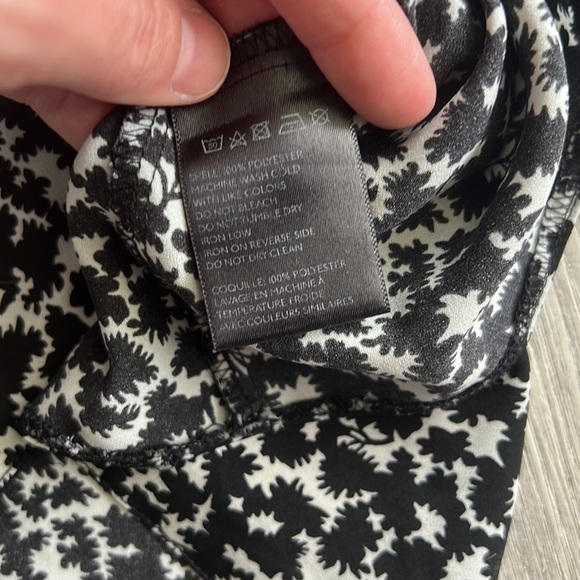 SHELL: 100% POLYESTER
MACHINE WASH COLD
WITH LIKE COLORS
DO NOT BLEACH
DO NOT TUMBLE DRY
IRON LOW
IRON ON REVERSE SIDE
DO NOT DRY CLEAN
COQUILLE: 100% POLYESTER
LAVAGE EN MACHINE À
TEMPERATURE FROIDE
AVEC COULEURS SIMILAIRES